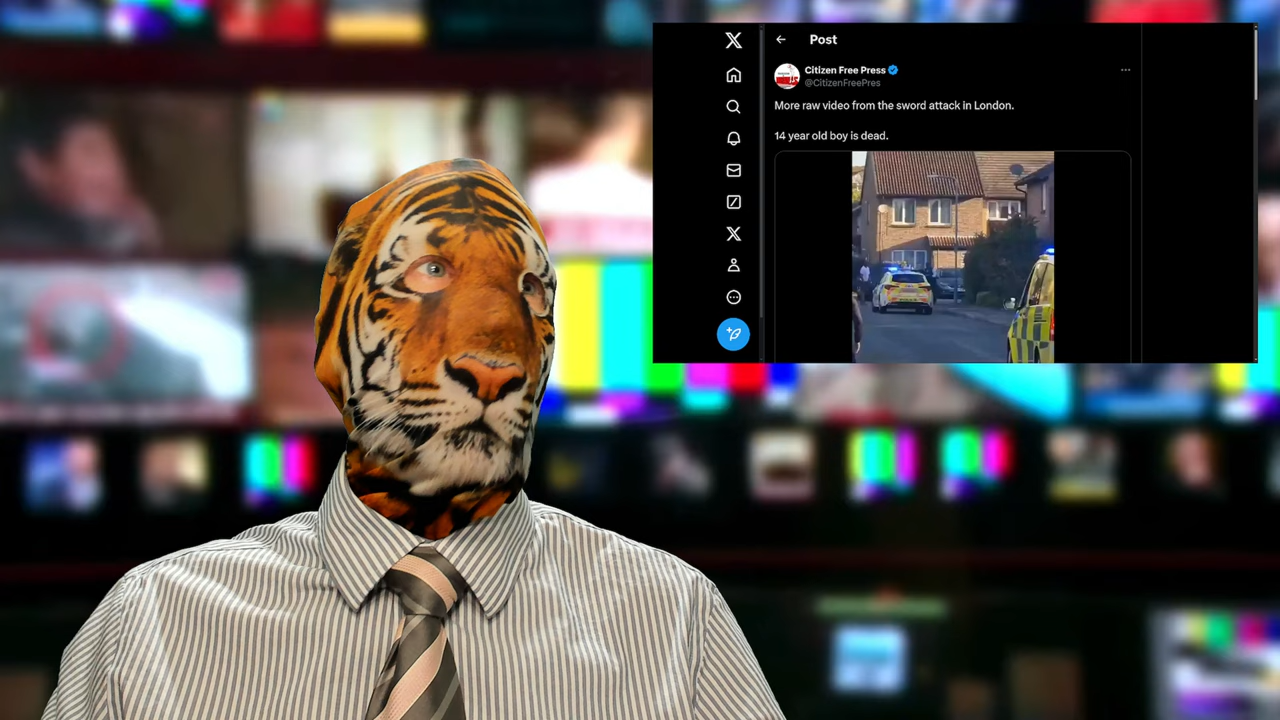 Post
Citizen Free Press
@CitizenFreePres
More raw video from the sword attack in London.
14 year old boy is dead.